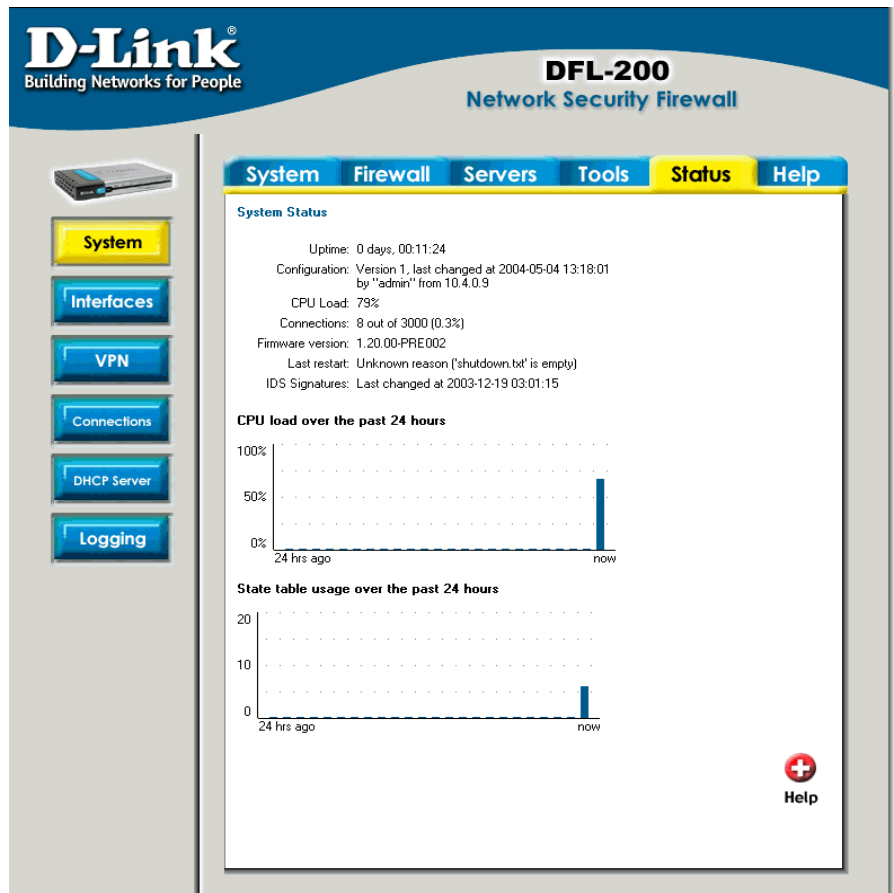 D-Link®
Building Networks for People
DFL-200
Network Security Firewall
System Firewall Servers Tools Status Help
System
Interfaces
VPN
Connections
DHCP Server
Logging
System Status
Uptime: 0 days, 00:11:24
Configuration: Version 1, last changed at 2004-05-04 13:18:01
by "admin" from 10.4.0.9
CPU Load: 79%
Connections: 8 out of 3000 (0.3%)
Firmware version: 1.20.00-PRE002
Last restart: Unknown reason ('shutdown.txt' is empty)
IDS Signatures: Last changed at 2003-12-19 03:01:15
CPU load over the past 24 hours
100%
50%
0%
24 hrs ago now
State table usage over the past 24 hours
20
10
0
24 hrs ago now
Help